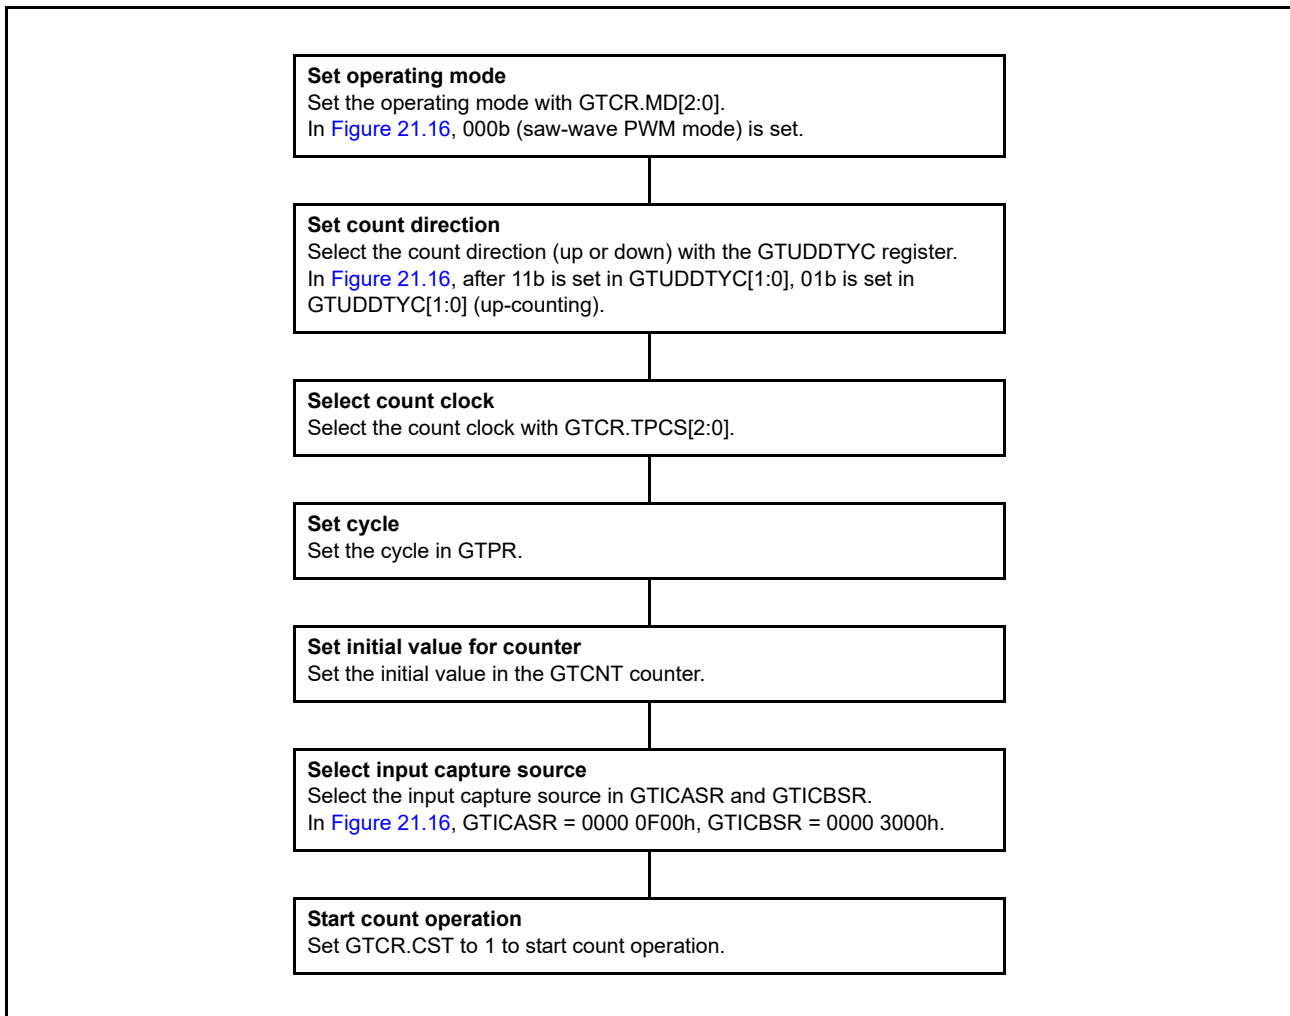 Set operating mode
Set the operating mode with GTCR.MD[2:0].
In Figure 21.16, 000b (saw-wave PWM mode) is set.
Set count direction
Select the count direction (up or down) with the GTUDDTYC register.
In Figure 21.16, after 11b is set in GTUDDTYC[1:0], 01b is set in
GTUDDTYC[1:0] (up-counting).
Select count clock
Select the count clock with GTCR.TPCS[2:0].
Set cycle
Set the cycle in GTPR.
Set initial value for counter
Set the initial value in the GTCNT counter.
Select input capture source
Select the input capture source in GTICASR and GTICBSR.
In Figure 21.16, GTICASR = 0000 0F00h, GTICBSR = 0000 3000h.
Start count operation
Set GTCR.CST to 1 to start count operation.